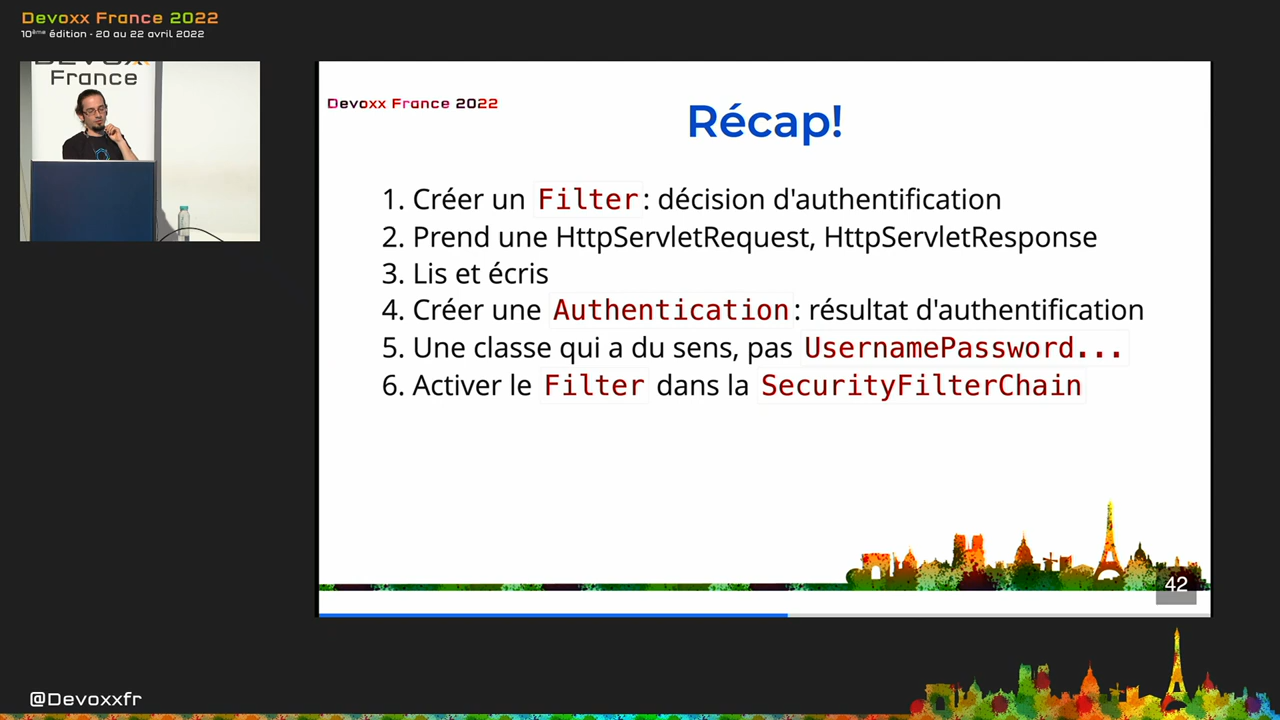 Devoxx France 2022
10ème édition - 20 au 22 avril 2022
France
Devoxx France 2022
Récap!
1. Créer un Filter: décision d'authentification
2. Prend une HttpServletRequest, HttpServletResponse
3. Lis et écris
4. Créer une Authentication: résultat d'authentification
5. Une classe qui a du sens, pas UsernamePassword...
6. Activer le Filter dans la SecurityFilterChain
42
@Devoxxfr